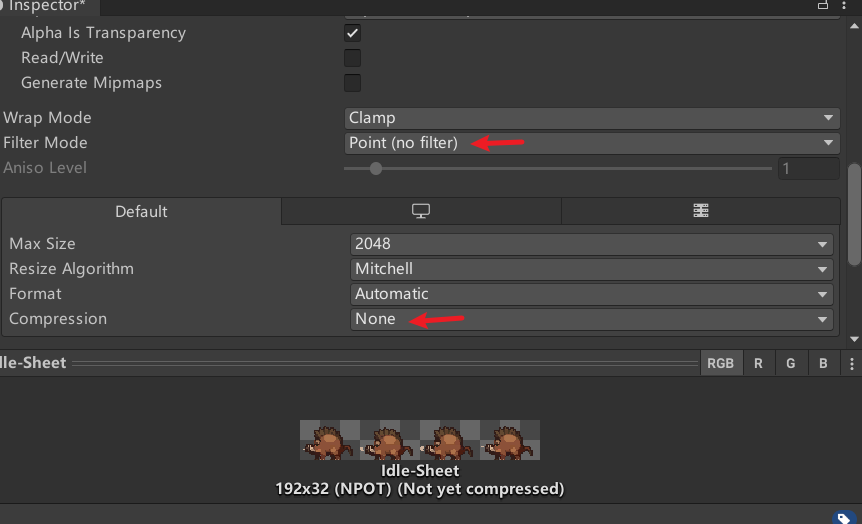 Inspector*
Alpha Is Transparency
Read/Write
Generate Mipmaps
Wrap Mode Clamp
Filter Mode Point (no filter)
Aniso Level 1
Default
Max Size 2048
Resize Algorithm Mitchell
Format Automatic
Compression None
dle-Sheet RGB R G B
Idle-Sheet
192x32 (NPOT) (Not yet compressed)